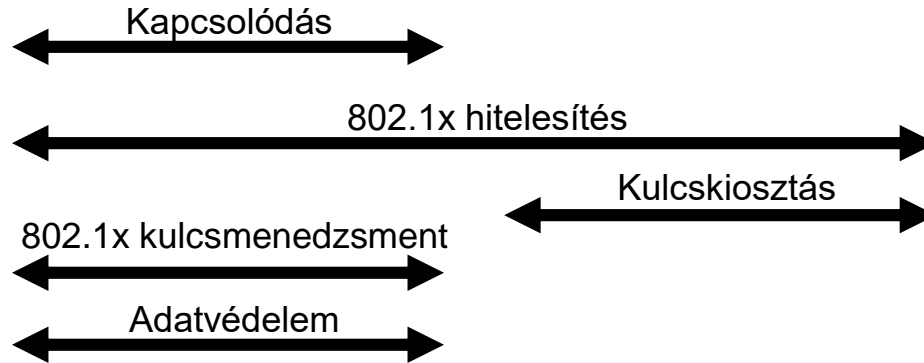 Kapcsolódás
802.1x hitelesítés
Kulcskiosztás
802.1x kulcsmenedzsment
Adatvédelem